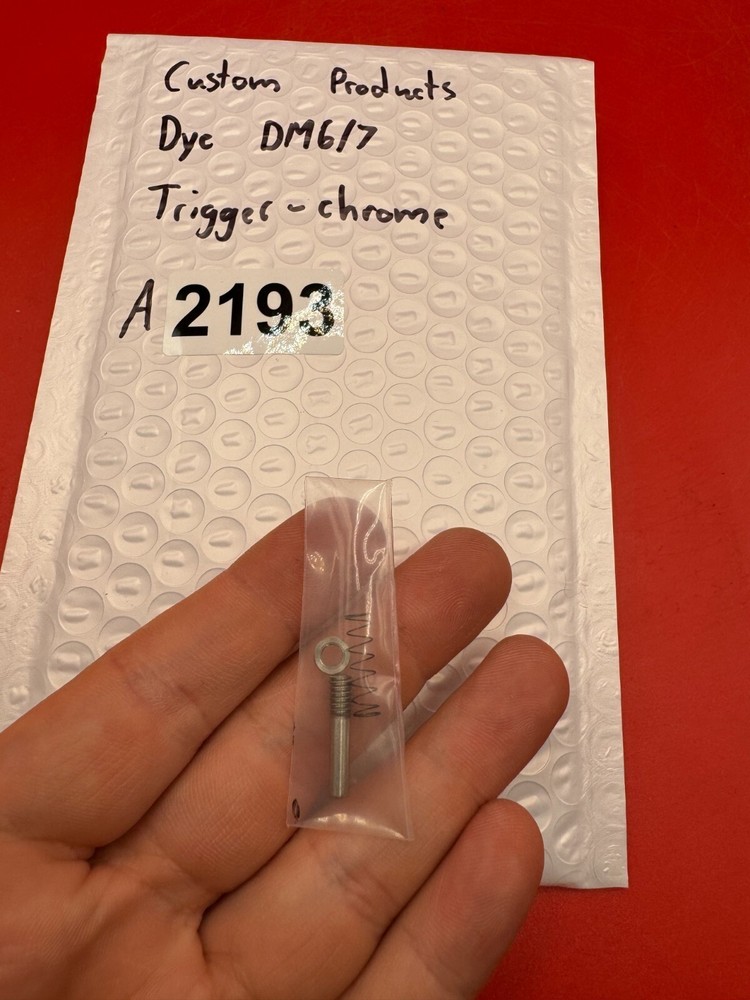 Custom Products
Dye DM6/7
Trigger - chrome
A 2193